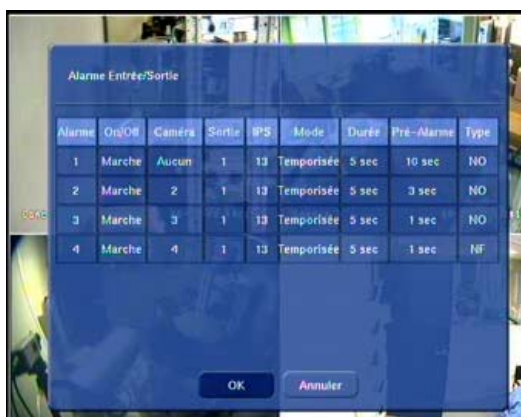 Alarme Entrée/Sortie
Alarme On/Off Caméra Sortie IPS Mode Durée Pré-Alarme Type
1 Marche Aucun 1 13 Temporisée 5 sec 10 sec NO
2 Marche 2 1 13 Temporisée 5 sec 3 sec NO
3 Marche 3 1 13 Temporisée 5 sec 1 sec NO
4 Marche 4 1 13 Temporisée 5 sec 1 sec NF
OK Annuler